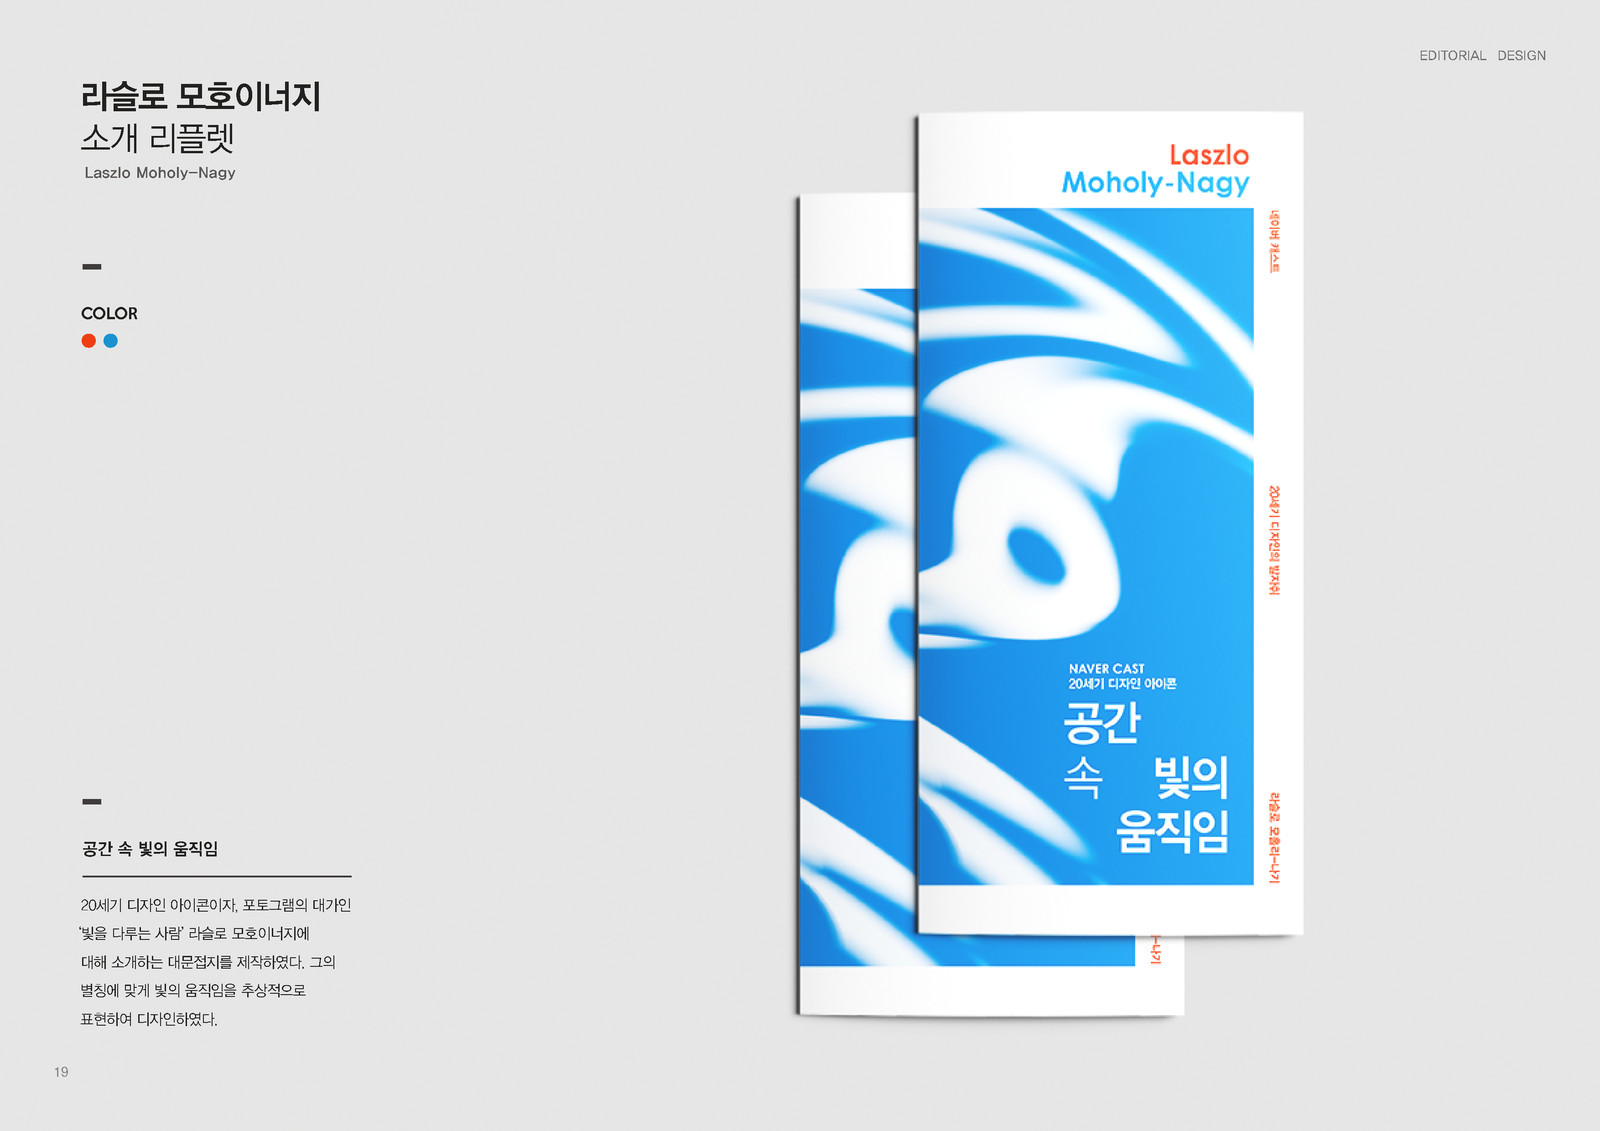 EDITORIAL DESIGN
라슬로 모호이너지
소개 리플렛
Laszlo Moholy-Nagy
COLOR
공간 속 빛의 움직임
20세기 디자인 아이콘이자, 포토그램의 대가인
‘빛을 다루는 사람’ 라슬로 모호이너지에
대해 소개하는 대문접지를 제작하였다. 그의
별칭에 맞게 빛의 움직임을 추상적으로
표현하여 디자인하였다.
19
Laszlo
Moholy-Nagy
네이버 캐스트
20세기 디자인의 발자취
라슬로 모홀리-나기
NAVER CAST
20세기 디자인 아이콘
공간
속 빛의
움직임
-나기